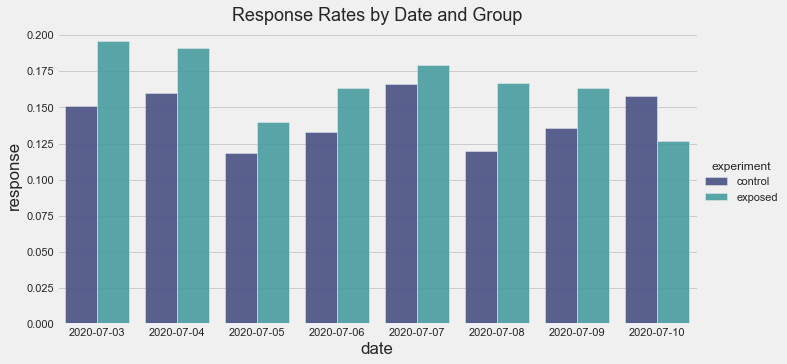 Response Rates by Date and Group
response
0.200
0.175
0.150
0.125
0.100
0.075
0.050
0.025
0.000
2020-07-03 2020-07-04 2020-07-05 2020-07-06 2020-07-07 2020-07-08 2020-07-09 2020-07-10
date
experiment
control
exposed